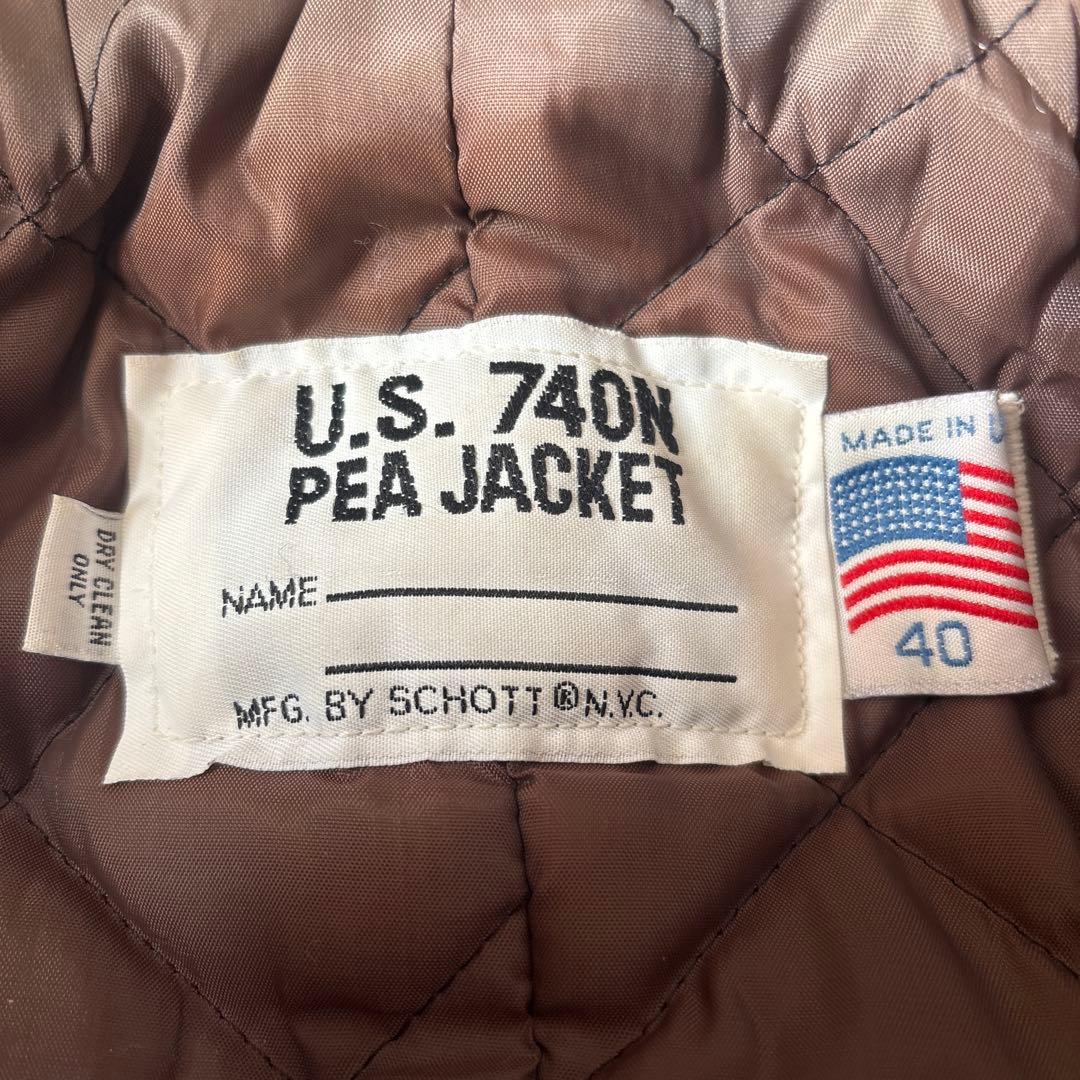 U.S. 740N
PEA JACKET
NAME
MFG. BY SCHOTT® N.Y.C.
DRY CLEAN
ONLY
MADE IN U
40